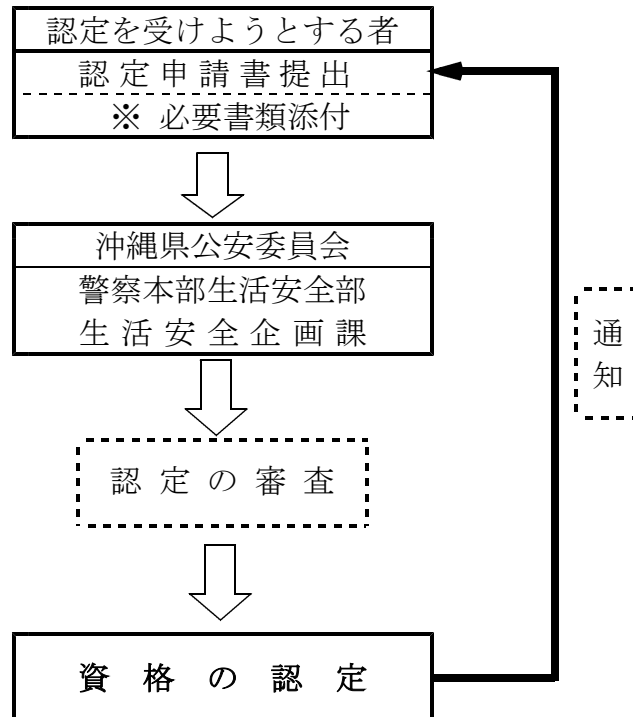 認定を受けようとする者
認定申請書提出
※ 必要書類添付
沖縄県公安委員会
警察本部生活安全部
生活安全企画課
通
知
認定の審査
資格の認定